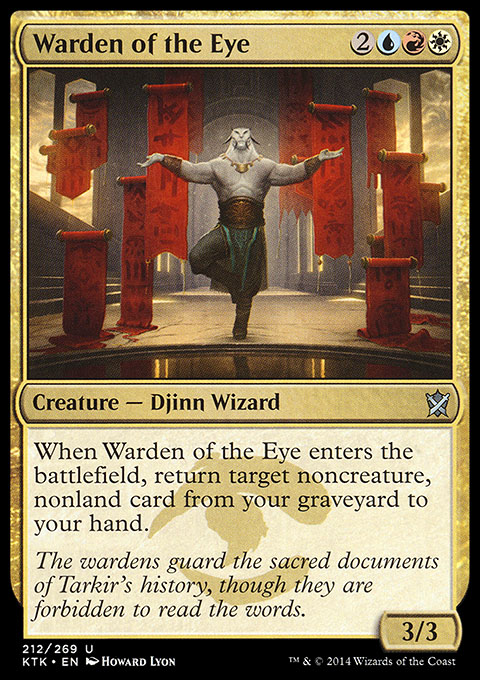 Warden of the Eye 2
Creature — Djinn Wizard
When Warden of the Eye enters the
battlefield, return target noncreature,
nonland card from your graveyard to
your hand.
The wardens guard the sacred documents
of Tarkir's history, though they are
forbidden to read the words.
3/3
212/269 U
KTK • EN Howard Lyon
™ & © 2014 Wizards of the Coast